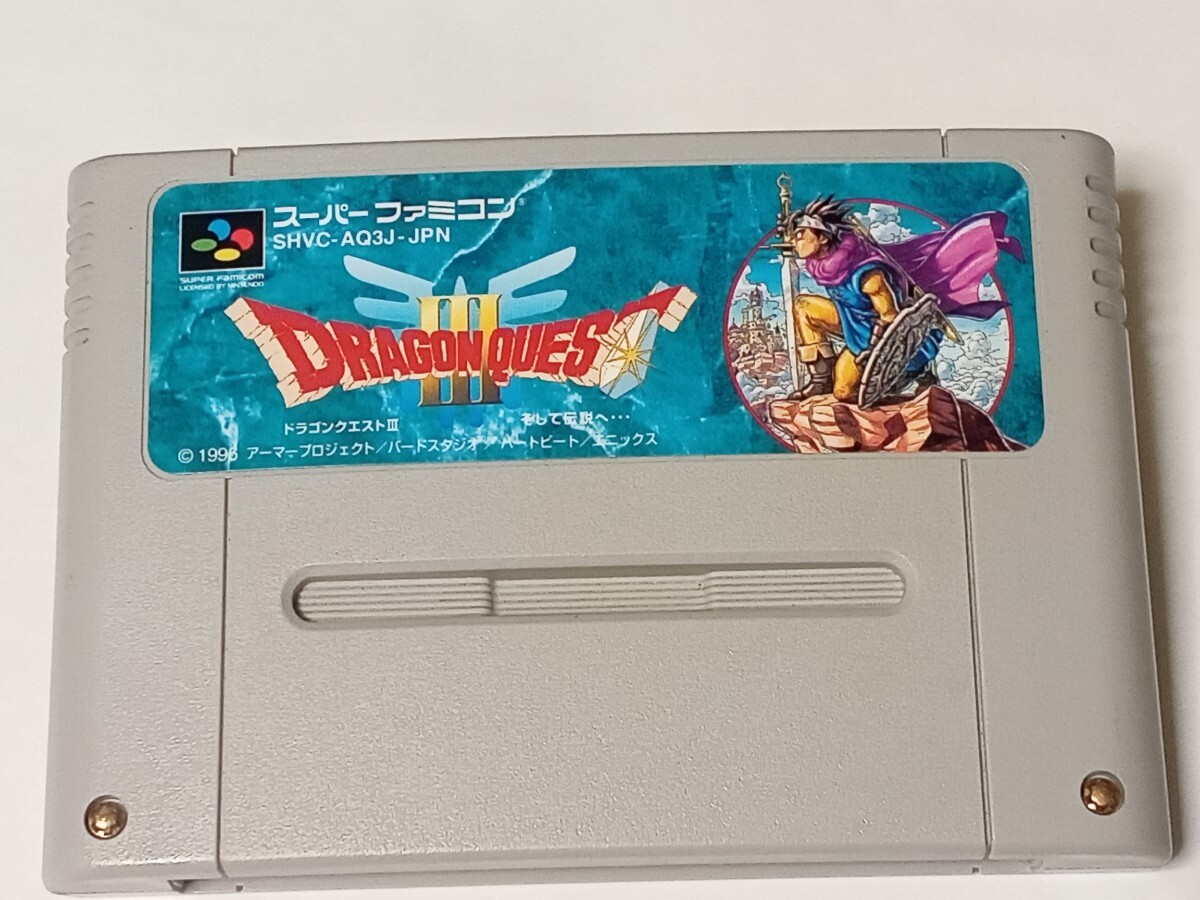 スーパーファミコン®
SHVC-AQ3J-JPN
SUPER FAMICOM
LICENSED BY NINTENDO
III
DRAGON QUEST
ドラゴンクエストIII そして伝説へ…
© 1996 アーマープロジェクト/バードスタジオ/ハートビート/エニックス